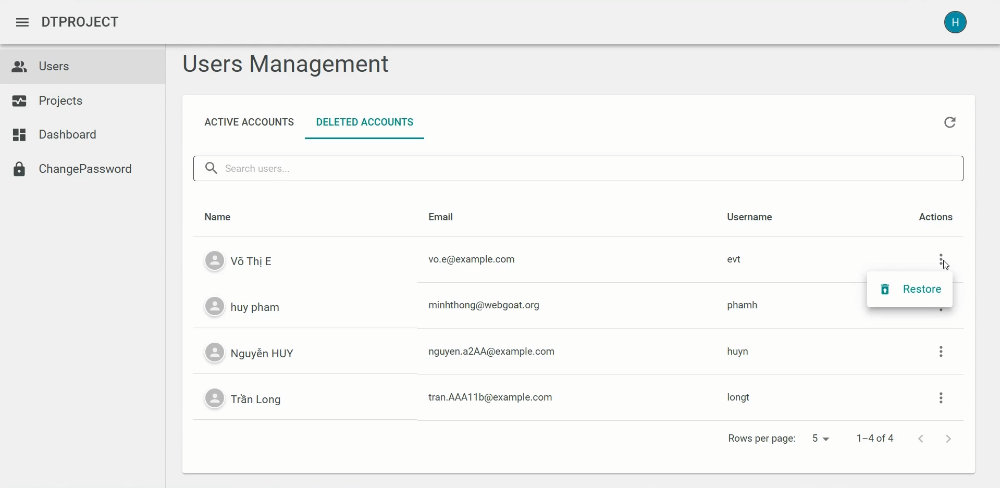 DTPROJECT
H
Users
Projects
Dashboard
ChangePassword
Users Management
ACTIVE ACCOUNTS DELETED ACCOUNTS
Search users...
Name Email Username Actions
Võ Thị E vo.e@example.com evt
Restore
huy pham minhthong@webgoat.org phamh
Nguyễn HUY nguyen.a2AA@example.com huyn
Trần Long tran.AAA11b@example.com longt
Rows per page: 5 1–4 of 4